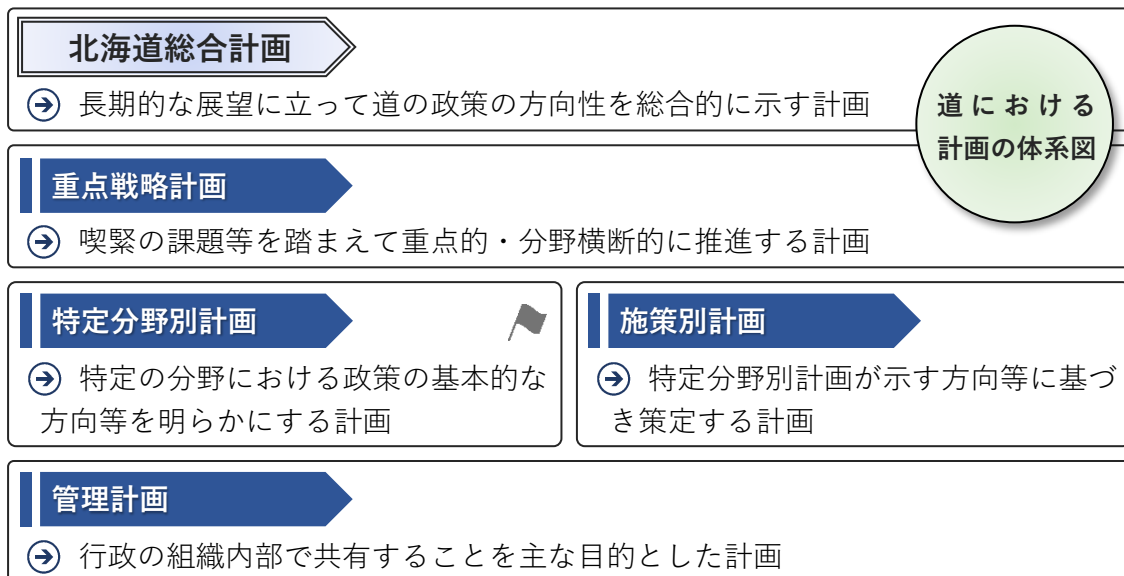 北海道総合計画
長期的な展望に立って道の政策の方向性を総合的に示す計画
道における
計画の体系図
重点戦略計画
喫緊の課題等を踏まえて重点的・分野横断的に推進する計画
特定分野別計画
特定の分野における政策の基本的な
方向等を明らかにする計画
施策別計画
特定分野別計画が示す方向等に基づ
き策定する計画
管理計画
行政の組織内部で共有することを主な目的とした計画